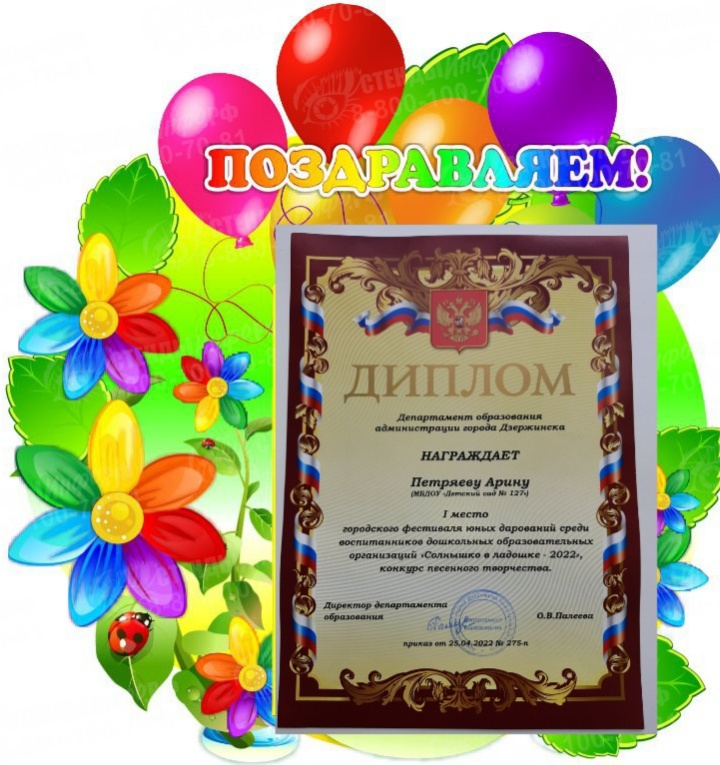 ПОЗДРАВЛЯЕМ!
ДИПЛОМ
Департамент образования
администрации города Дзержинска
НАГРАЖДАЕТ
Петряеву Арину
(МБДОУ «Детский сад № 127»)
I место
городского фестиваля юных дарований среди
воспитанников дошкольных образовательных
организаций «Солнышко в ладошке - 2022»,
конкурс песенного творчества.
Директор департамента
образования
О.В.Палеева
приказ от 25.04.2022 № 275-п